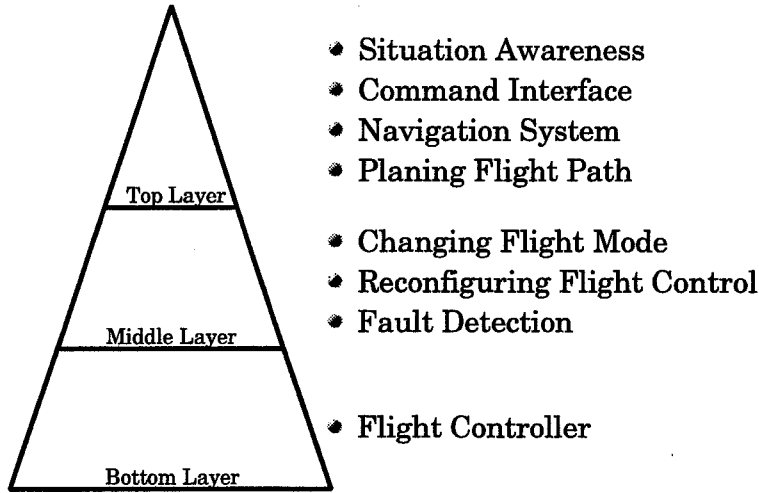 Situation Awareness
Command Interface
Navigation System
Planing Flight Path
Top Layer
Changing Flight Mode
Reconfiguring Flight Control
Fault Detection
Middle Layer
Flight Controller
Bottom Layer